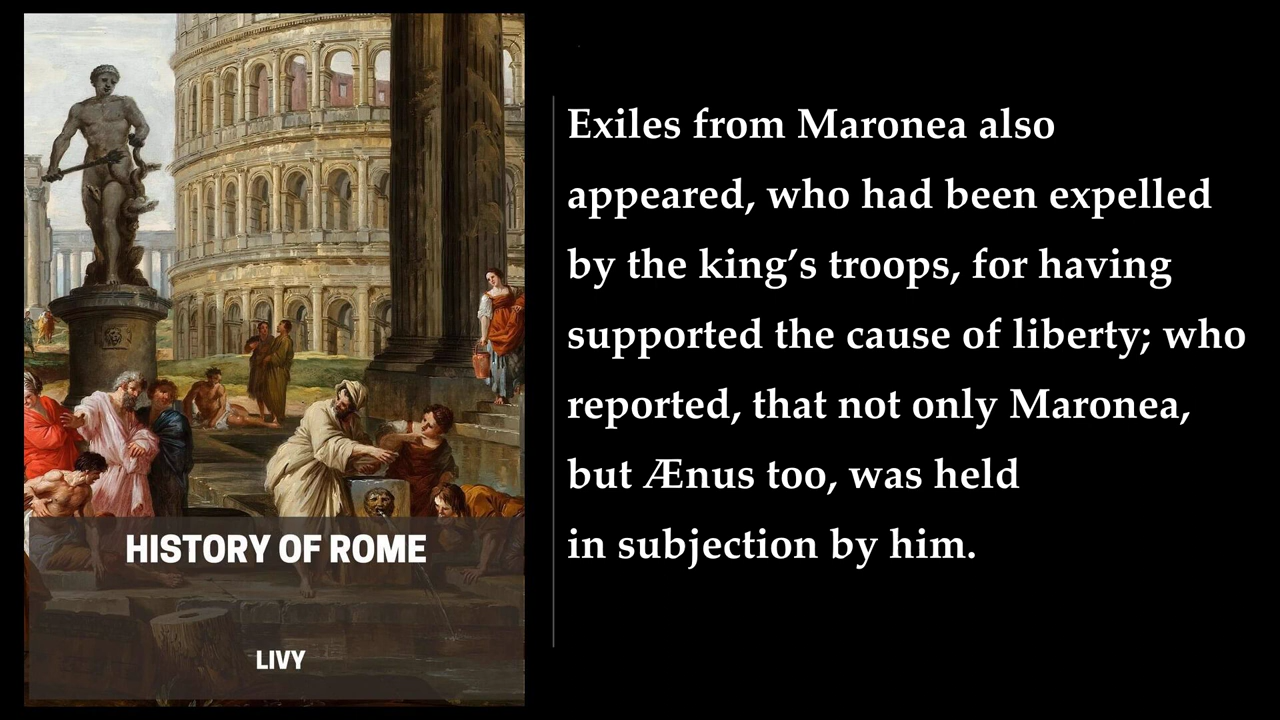 HISTORY OF ROME
LIVY
Exiles from Maronea also
appeared, who had been expelled
by the king’s troops, for having
supported the cause of liberty; who
reported, that not only Maronea,
but Ænus too, was held
in subjection by him.